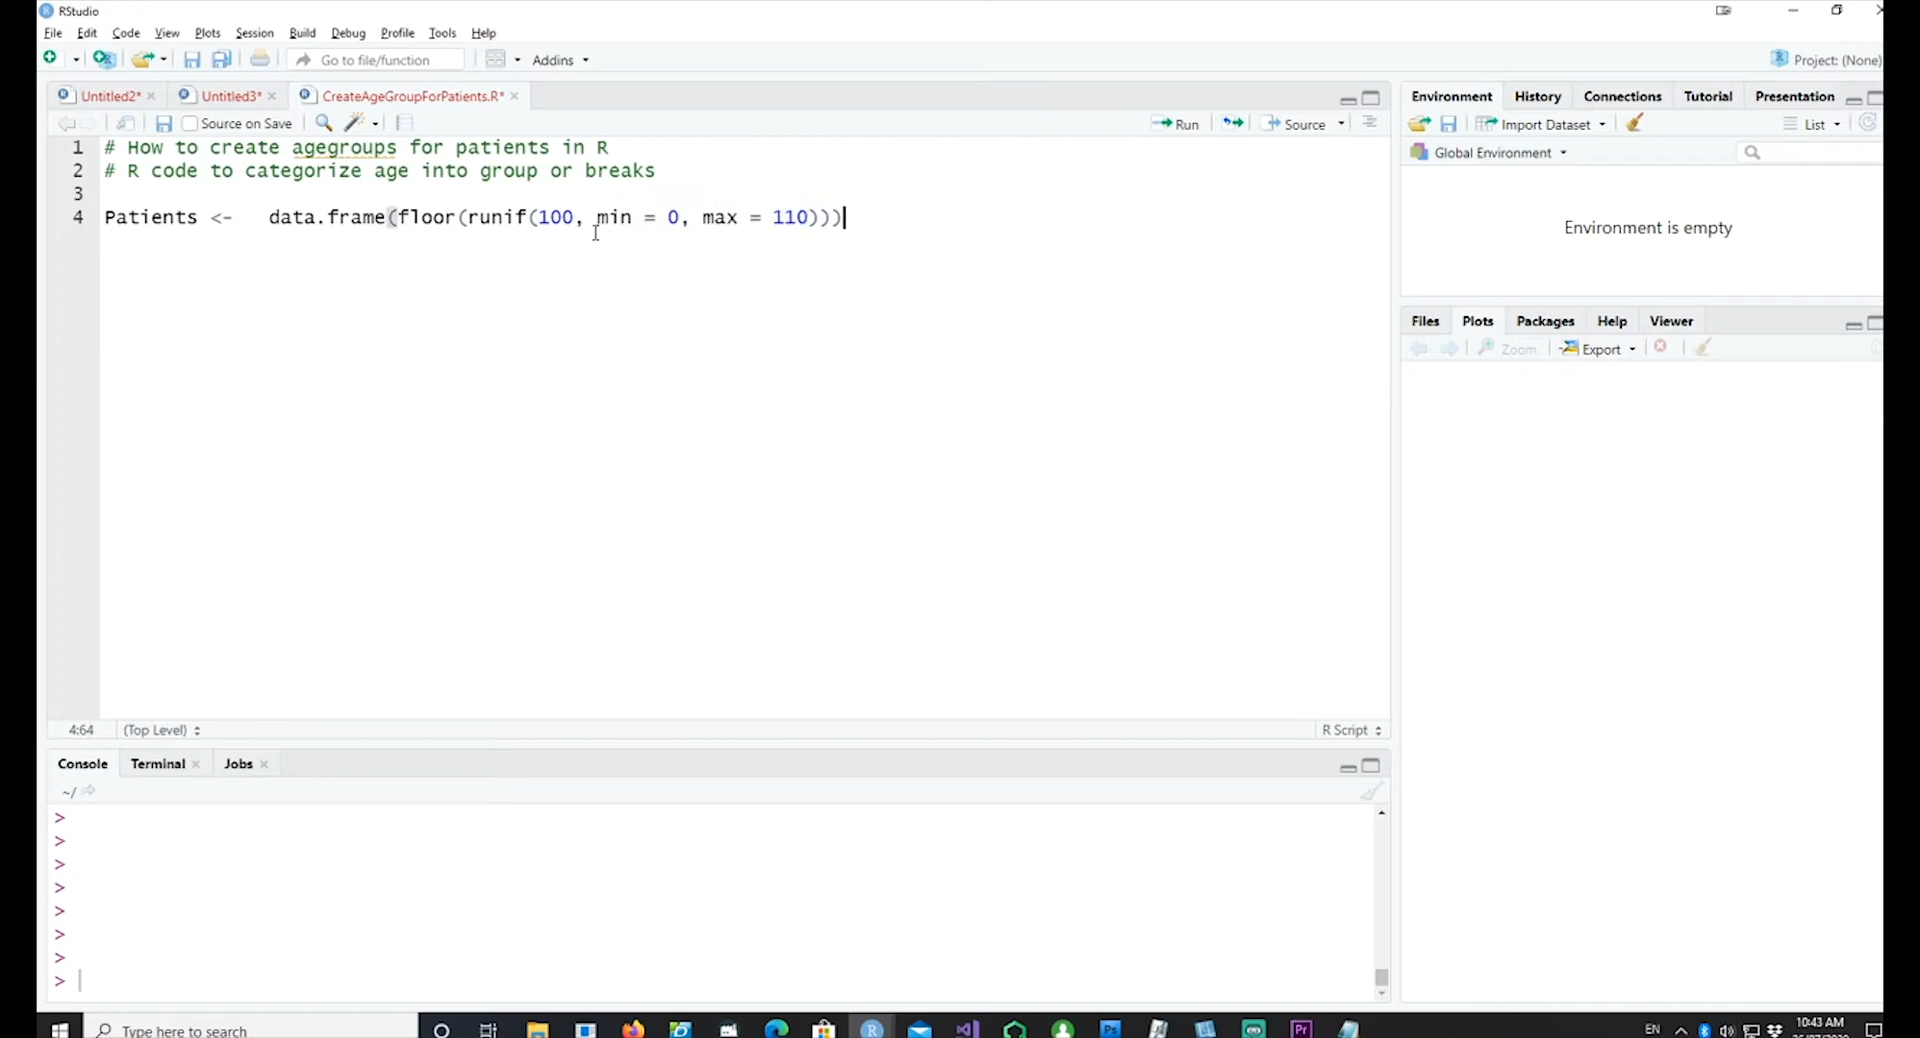 RStudio
File Edit Code View Plots Session Build Debug Profile Tools Help
Go to file/function Addins Project: (None)
Untitled2* Untitled3* CreateAgeGroupForPatients.R*
Source on Save Run Source
1 # How to create agegroups for patients in R
2 # R code to categorize age into group or breaks
3
4 Patients <-   data.frame(floor(runif(100, min = 0, max = 110)))
4:64 (Top Level) R Script
Console Terminal Jobs
~/
>
>
>
>
>
>
>
>
Environment History Connections Tutorial Presentation
Import Dataset List
Global Environment
Environment is empty
Files Plots Packages Help Viewer
Zoom Export
Type here to search
Ps Pr EN 10:43 AM